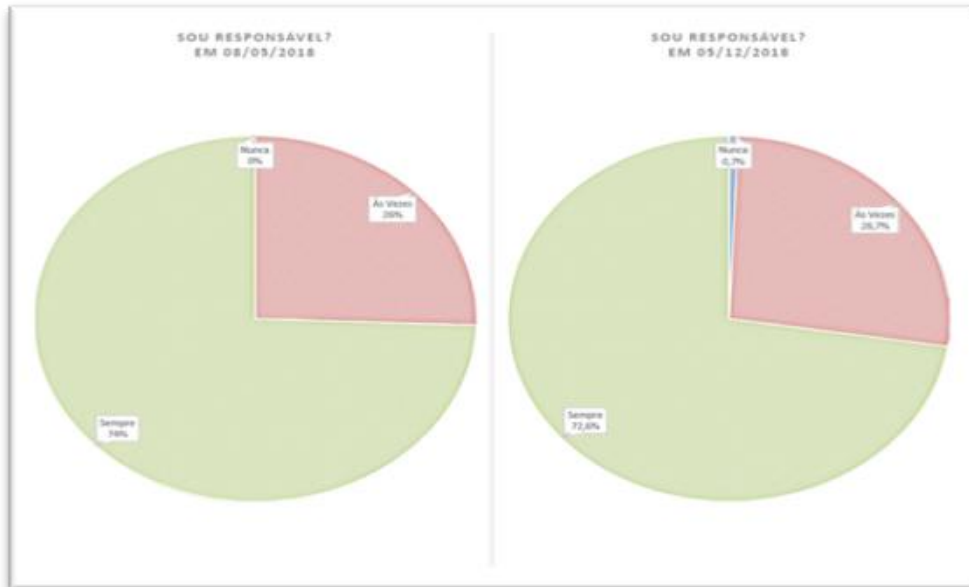 SOU RESPONSÁVEL?
EM 08/05/2018
Nunca
0%
Às Vezes
26%
Sempre
74%
SOU RESPONSÁVEL?
EM 05/12/2018
Nunca
0,7%
Às Vezes
26,7%
Sempre
72,6%